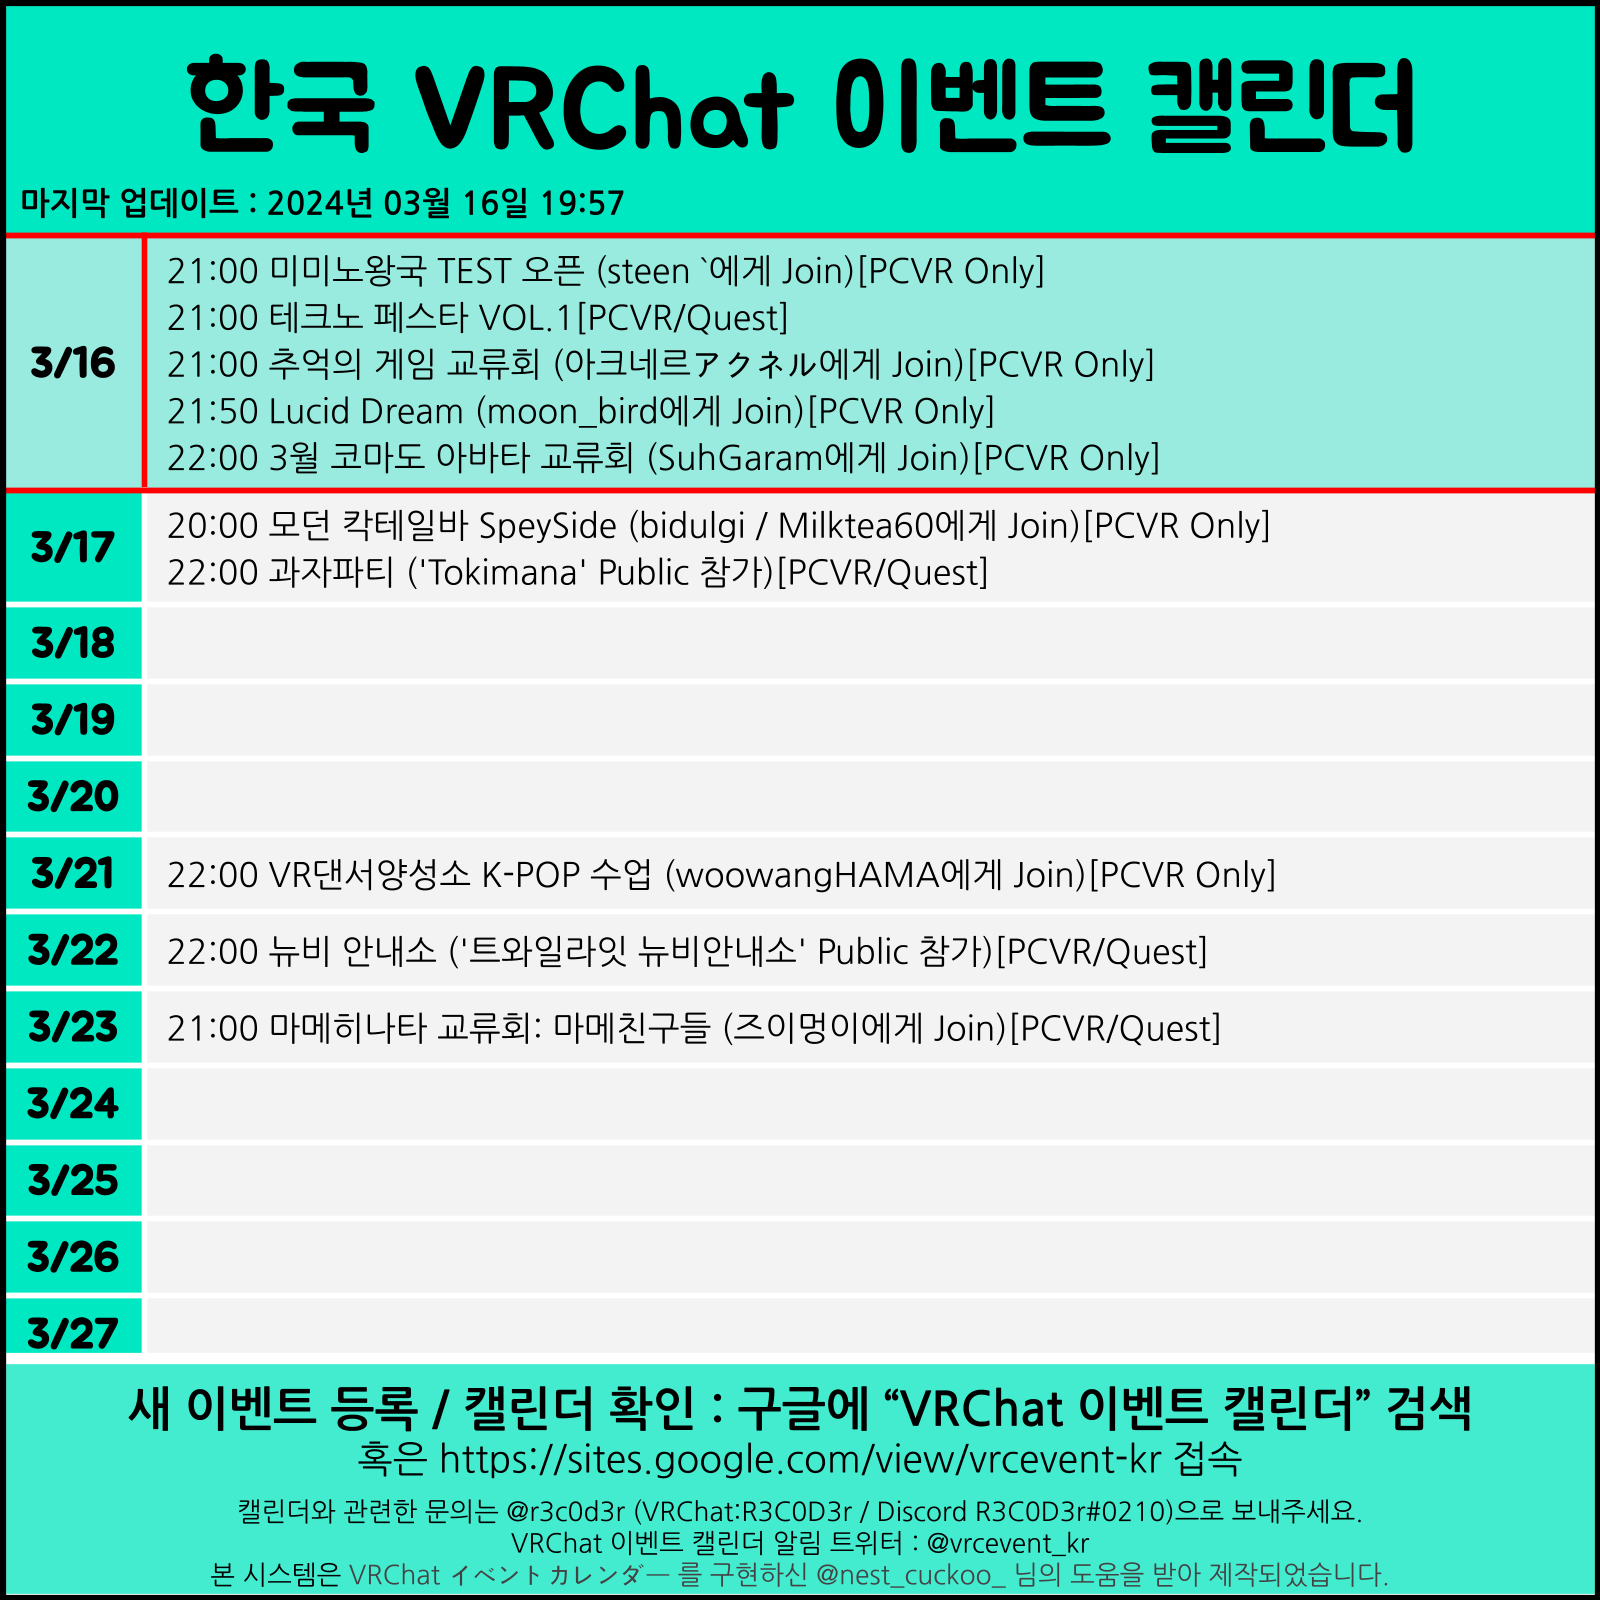 한국 VRChat 이벤트 캘린더
마지막 업데이트 : 2024년 03월 16일 19:57
3/16
21:00 미미노왕국 TEST 오픈 (steen `에게 Join)[PCVR Only]
21:00 테크노 페스타 VOL.1[PCVR/Quest]
21:00 추억의 게임 교류회 (아크네르アクネル에게 Join)[PCVR Only]
21:50 Lucid Dream (moon_bird에게 Join)[PCVR Only]
22:00 3월 코마도 아바타 교류회 (SuhGaram에게 Join)[PCVR Only]
3/17
20:00 모던 칵테일바 SpeySide (bidulgi / Milktea60에게 Join)[PCVR Only]
22:00 과자파티 ('Tokimana' Public 참가)[PCVR/Quest]
3/18
3/19
3/20
3/21 22:00 VR댄서양성소 K-POP 수업 (woowangHAMA에게 Join)[PCVR Only]
3/22 22:00 뉴비 안내소 ('트와일라잇 뉴비안내소' Public 참가)[PCVR/Quest]
3/23 21:00 마메히나타 교류회: 마메친구들 (즈이멍이에게 Join)[PCVR/Quest]
3/24
3/25
3/26
3/27
새 이벤트 등록 / 캘린더 확인 : 구글에 “VRChat 이벤트 캘린더” 검색
혹은 https://sites.google.com/view/vrcevent-kr 접속
캘린더와 관련한 문의는 @r3c0d3r (VRChat:R3C0D3r / Discord R3C0D3r#0210)으로 보내주세요.
VRChat 이벤트 캘린더 알림 트위터 : @vrcevent_kr
본 시스템은 VRChat イベントカレンダー 를 구현하신 @nest_cuckoo_ 님의 도움을 받아 제작되었습니다.